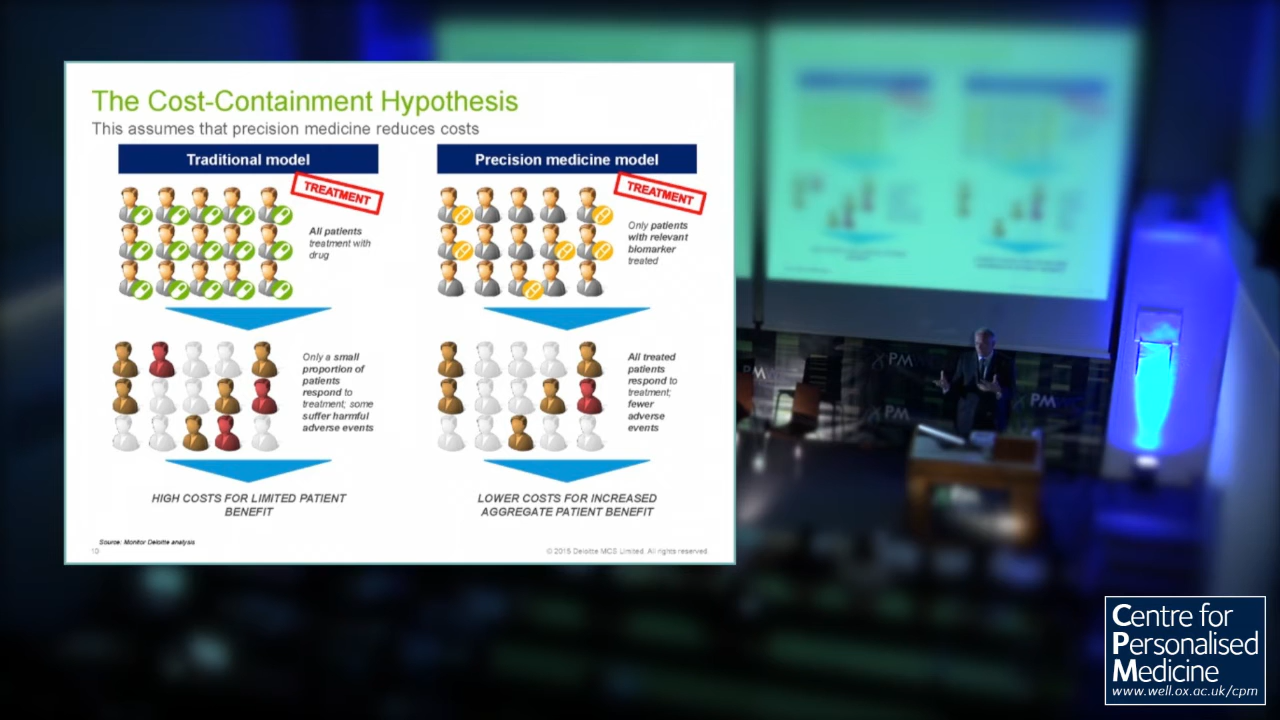 The Cost-Containment Hypothesis
This assumes that precision medicine reduces costs
Traditional model
TREATMENT
All patients
treatment with
drug
Only a small
proportion of
patients
respond to
treatment; some
suffer harmful
adverse events
HIGH COSTS FOR LIMITED PATIENT
BENEFIT
Precision medicine model
TREATMENT
Only patients
with relevant
biomarker
treated
All treated
patients
respond to
treatment;
fewer
adverse
events
LOWER COSTS FOR INCREASED
AGGREGATE PATIENT BENEFIT
Source: Monitor Deloitte analysis
10
© 2015 Deloitte MCS Limited. All rights reserved.
PM
PM
PM
PM
Centre for
Personalised
Medicine
www.well.ox.ac.uk/cpm